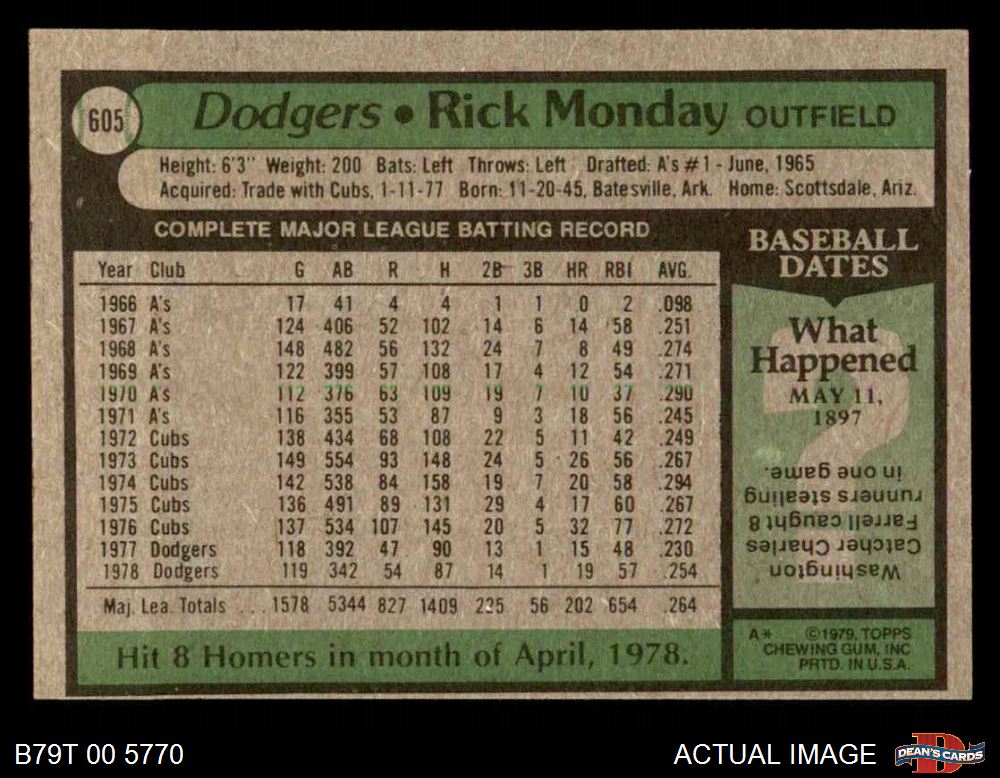 605
Dodgers • Rick Monday OUTFIELD
Height: 6'3" Weight: 200 Bats: Left Throws: Left Drafted: A's #1 - June, 1965
Acquired: Trade with Cubs, 1-11-77 Born: 11-20-45, Batesville, Ark. Home: Scottsdale, Ariz.
COMPLETE MAJOR LEAGUE BATTING RECORD
Year Club G AB R H 2B 3B HR RBI AVG.
1966 A's 17 41 4 4 1 1 0 2 .098
1967 A's 124 406 52 102 14 6 14 58 .251
1968 A's 148 482 56 132 24 7 8 49 .274
1969 A's 122 399 57 108 17 4 12 54 .271
1970 A's 112 376 63 109 19 7 10 37 .290
1971 A's 116 355 53 87 9 3 18 56 .245
1972 Cubs 138 434 68 108 22 5 11 42 .249
1973 Cubs 149 554 93 148 24 5 26 56 .267
1974 Cubs 142 538 84 158 19 7 20 58 .294
1975 Cubs 136 491 89 131 29 4 17 60 .267
1976 Cubs 137 534 107 145 20 5 32 77 .272
1977 Dodgers 118 392 47 90 13 1 15 48 .230
1978 Dodgers 119 342 54 87 14 1 19 57 .254
Maj. Lea. Totals ... 1578 5344 827 1409 225 56 202 654 .264
Hit 8 Homers in month of April, 1978.
BASEBALL
DATES
What
Happened
MAY 11,
1897
Washington
Catcher Charles
Farrell caught 8
runners stealing
in one game.
A* ©1979, TOPPS
CHEWING GUM, INC
PRTD. IN U.S.A.
B79T 00 5770
ACTUAL IMAGE
DEAN'S CARDS